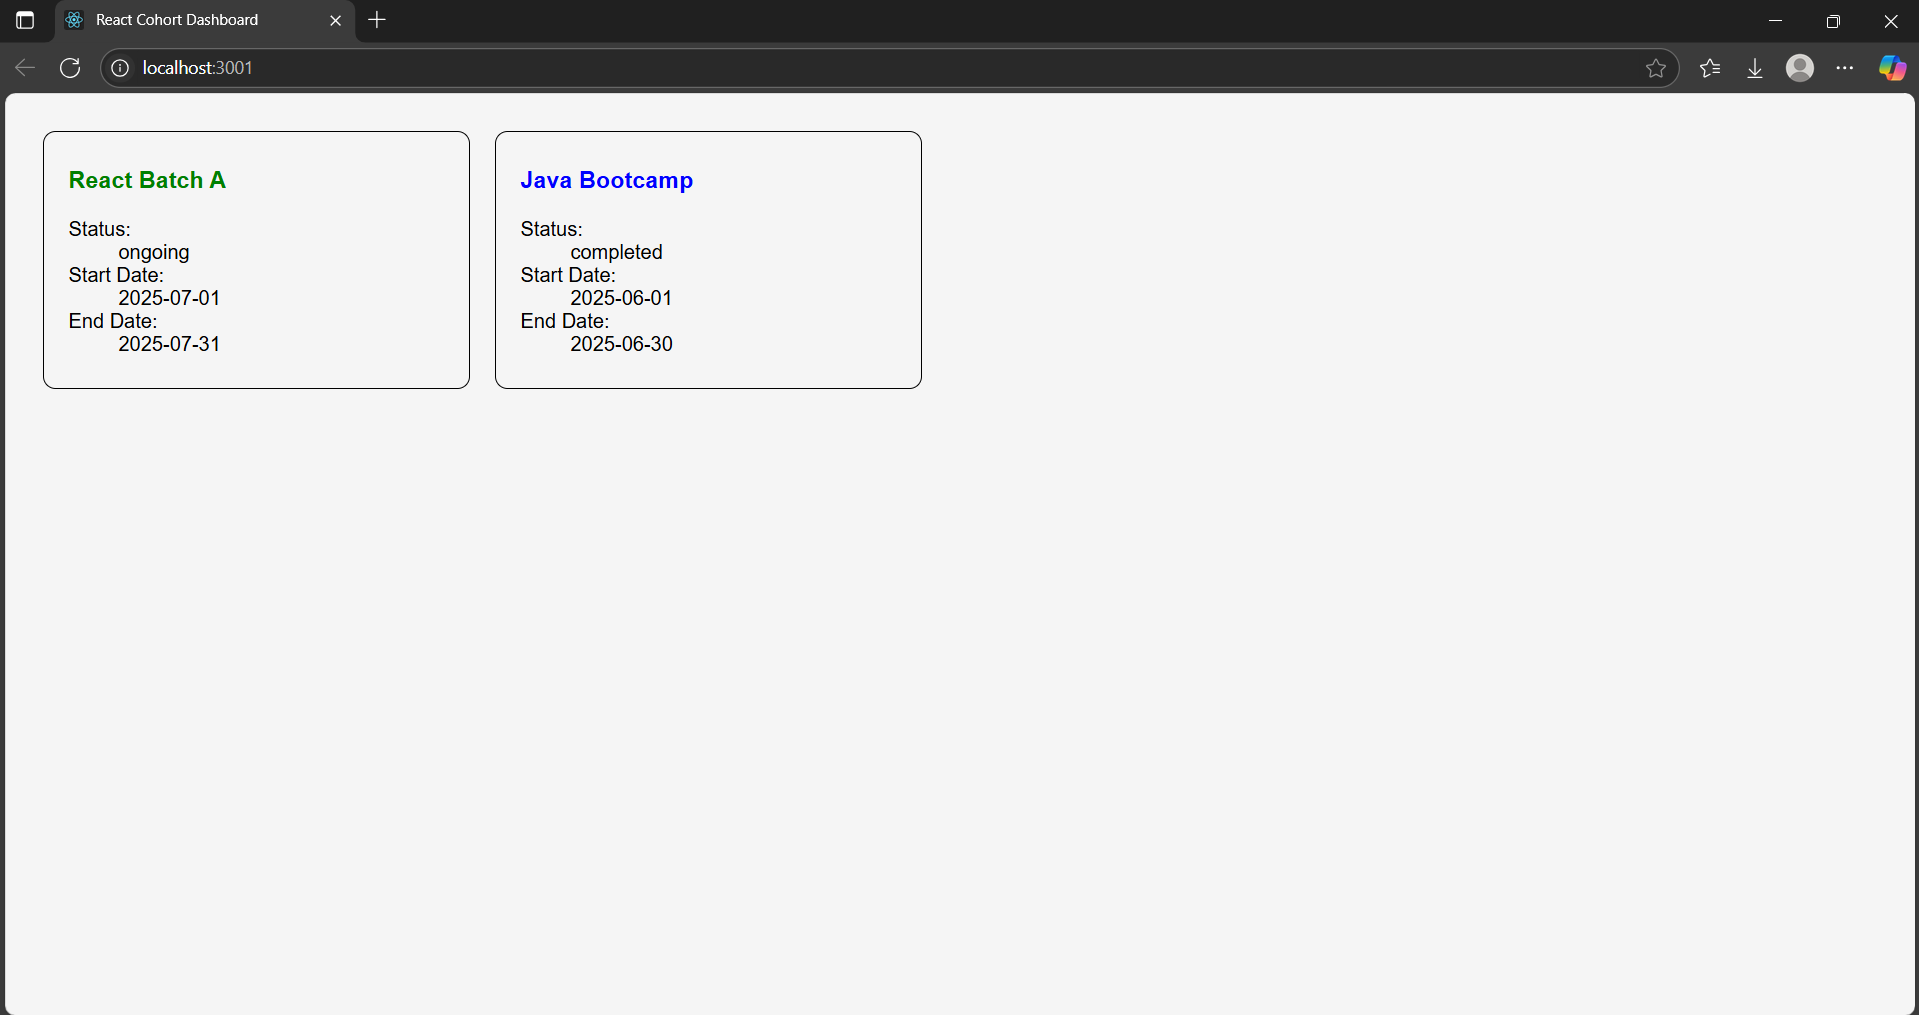 React Cohort Dashboard
localhost:3001
React Batch A
Status:
ongoing
Start Date:
2025-07-01
End Date:
2025-07-31
Java Bootcamp
Status:
completed
Start Date:
2025-06-01
End Date:
2025-06-30